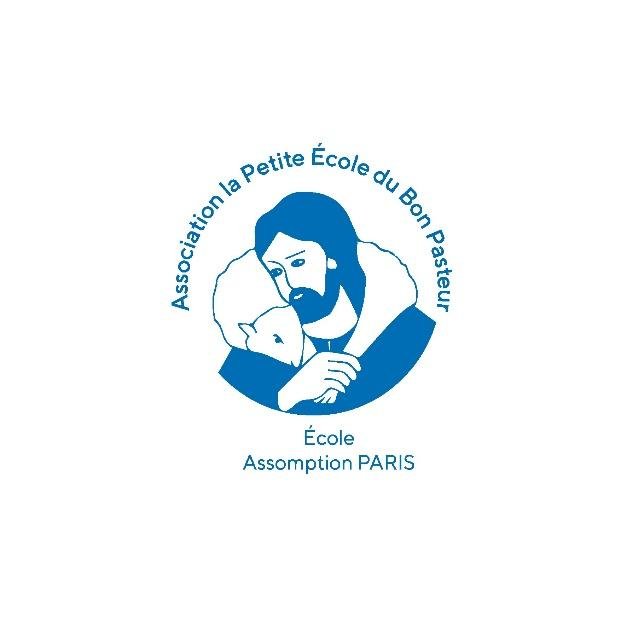 Association la Petite École du Bon Pasteur
École
Assomption PARIS